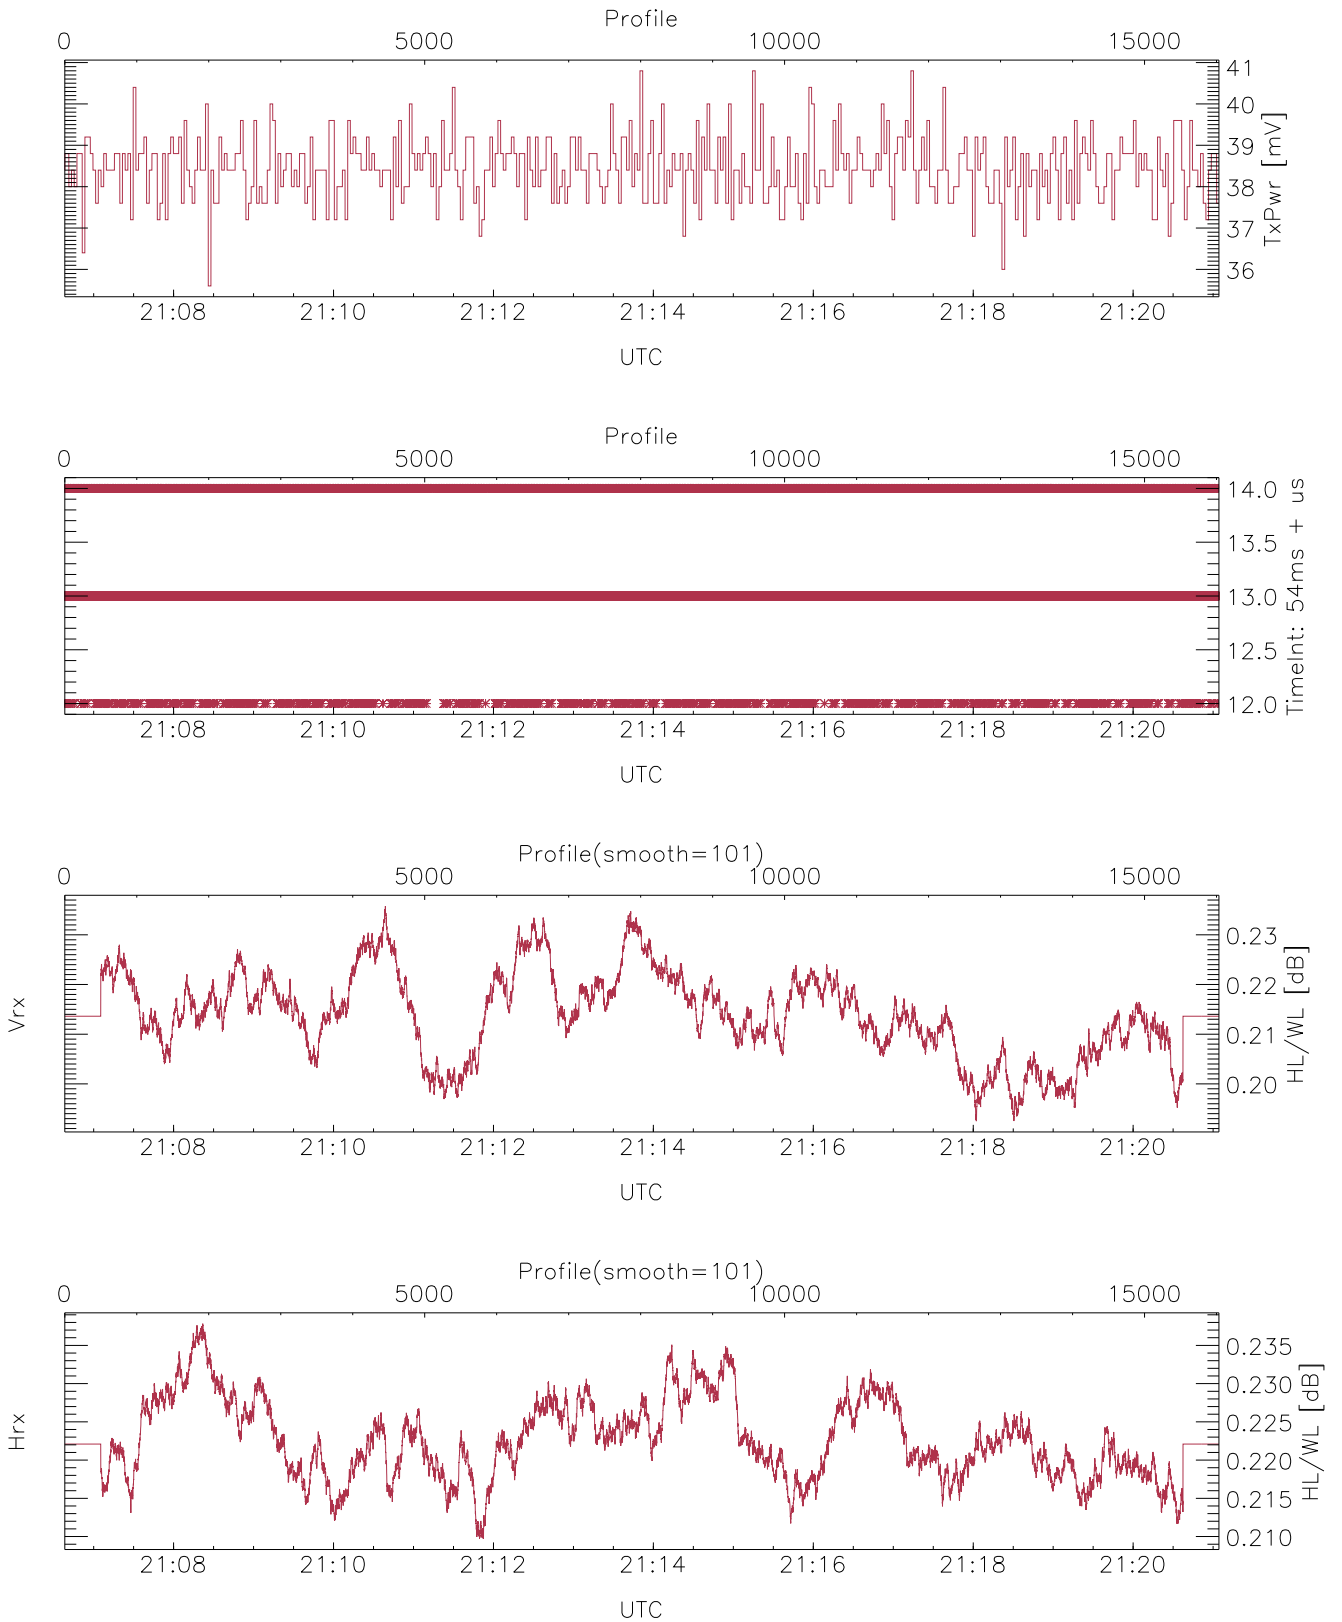 Profile
0 5000 10000 15000
41
40
39
38
37
36
TxPwr [mV]
21:08 21:10 21:12 21:14 21:16 21:18 21:20
UTC
Profile
0 5000 10000 15000
14.0
13.5
13.0
12.5
12.0
TimeInt: 54ms + us
21:08 21:10 21:12 21:14 21:16 21:18 21:20
UTC
Profile(smooth=101)
0 5000 10000 15000
Vrx
0.23
0.22
0.21
0.20
HL/WL [dB]
21:08 21:10 21:12 21:14 21:16 21:18 21:20
UTC
Profile(smooth=101)
0 5000 10000 15000
Hrx
0.235
0.230
0.225
0.220
0.215
0.210
HL/WL [dB]
21:08 21:10 21:12 21:14 21:16 21:18 21:20
UTC